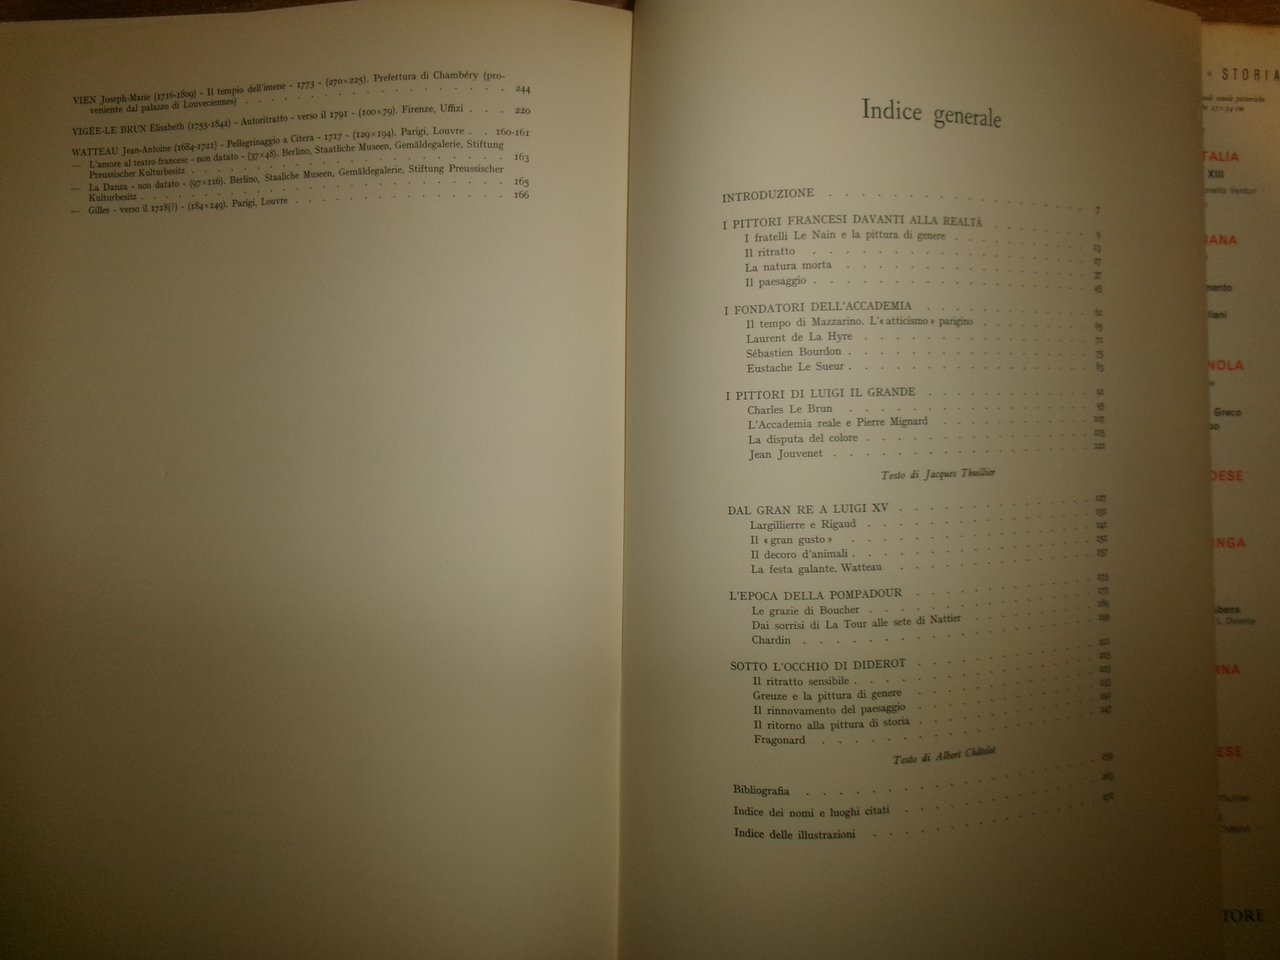 VIEN Joseph-Marie (1716-1809) - Il tempio dell'imene - 1773 - (270×225). Prefettura di Chambéry (pro-
veniente dal palazzo di Louveciennes) . . . 244
VIGÉE-LE BRUN Elisabeth (1755-1842) - Autoritratto - verso il 1791 - (100×79). Firenze, Uffizi . . . 220
WATTEAU Jean-Antoine (1684-1721) - Pellegrinaggio a Citera - 1717 - (129×194). Parigi, Louvre . . 160-161
— L'amore al teatro francese - non datato - (37×48). Berlino, Staatliche Museen, Gemäldegalerie, Stiftung
Preussischer Kulturbesitz . . . 163
— La Danza - non datato - (97×116). Berlino, Staaliche Museen, Gemäldegalerie, Stiftung Preussischer
Kulturbesitz . . . 165
— Gilles - verso il 1718(?) - (184×149). Parigi, Louvre . . . 166
Indice generale
INTRODUZIONE . . . 7
I PITTORI FRANCESI DAVANTI ALLA REALTÀ . . . 9
I fratelli Le Nain e la pittura di genere
Il ritratto
La natura morta
Il paesaggio
I FONDATORI DELL'ACCADEMIA
Il tempo di Mazzarino. L'« atticismo » parigino
Laurent de La Hyre
Sébastien Bourdon
Eustache Le Sueur
I PITTORI DI LUIGI IL GRANDE
Charles Le Brun
L'Accademia reale e Pierre Mignard
La disputa del colore
Jean Jouvenet
Testo di Jacques Thuillier
DAL GRAN RE A LUIGI XV
Largillierre e Rigaud
Il « gran gusto »
Il decoro d'animali
La festa galante. Watteau
L'EPOCA DELLA POMPADOUR
Le grazie di Boucher
Dai sorrisi di La Tour alle sete di Nattier
Chardin
SOTTO L'OCCHIO DI DIDEROT
Il ritratto sensibile
Greuze e la pittura di genere
Il rinnovamento del paesaggio
Il ritorno alla pittura di storia
Fragonard
Testo di Albert Châtelet
Bibliografia
Indice dei nomi e luoghi citati
Indice delle illustrazioni
STORIA
TALIA
XIII
Venturi
Greco